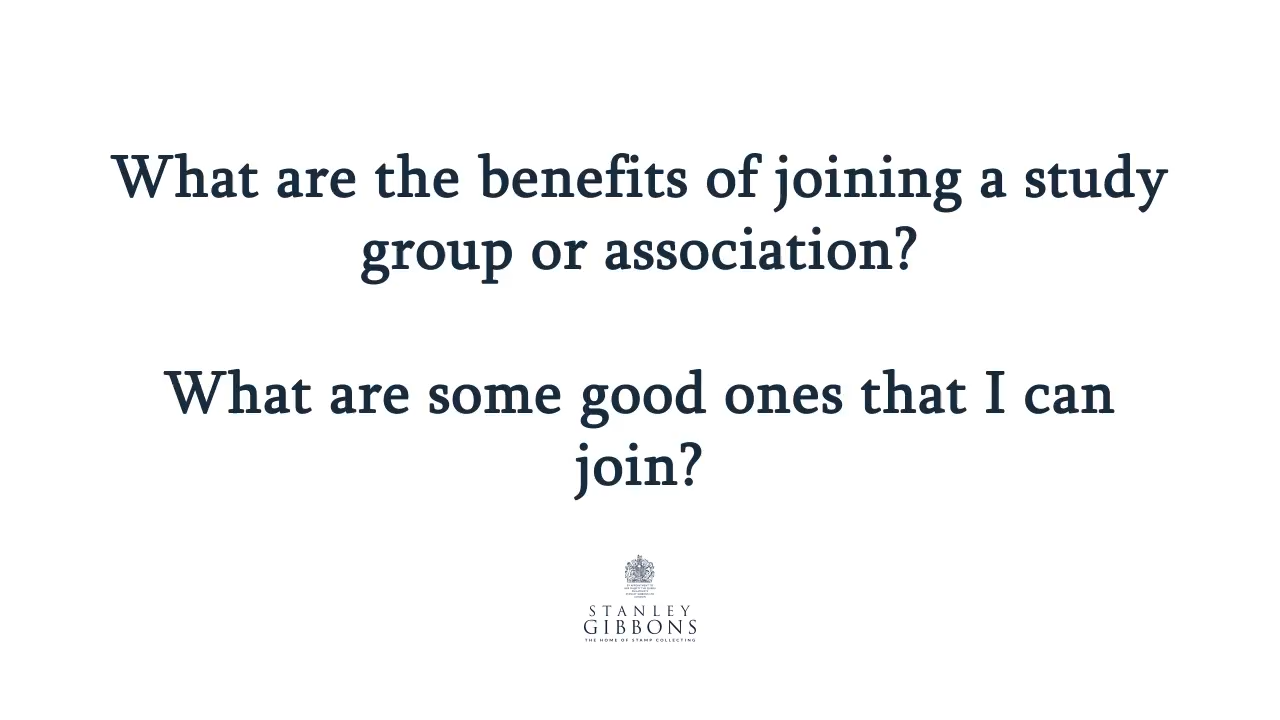 What are the benefits of joining a study
group or association?
What are some good ones that I can
join?
STANLEY
GIBBONS
THE HOME OF STAMP COLLECTING